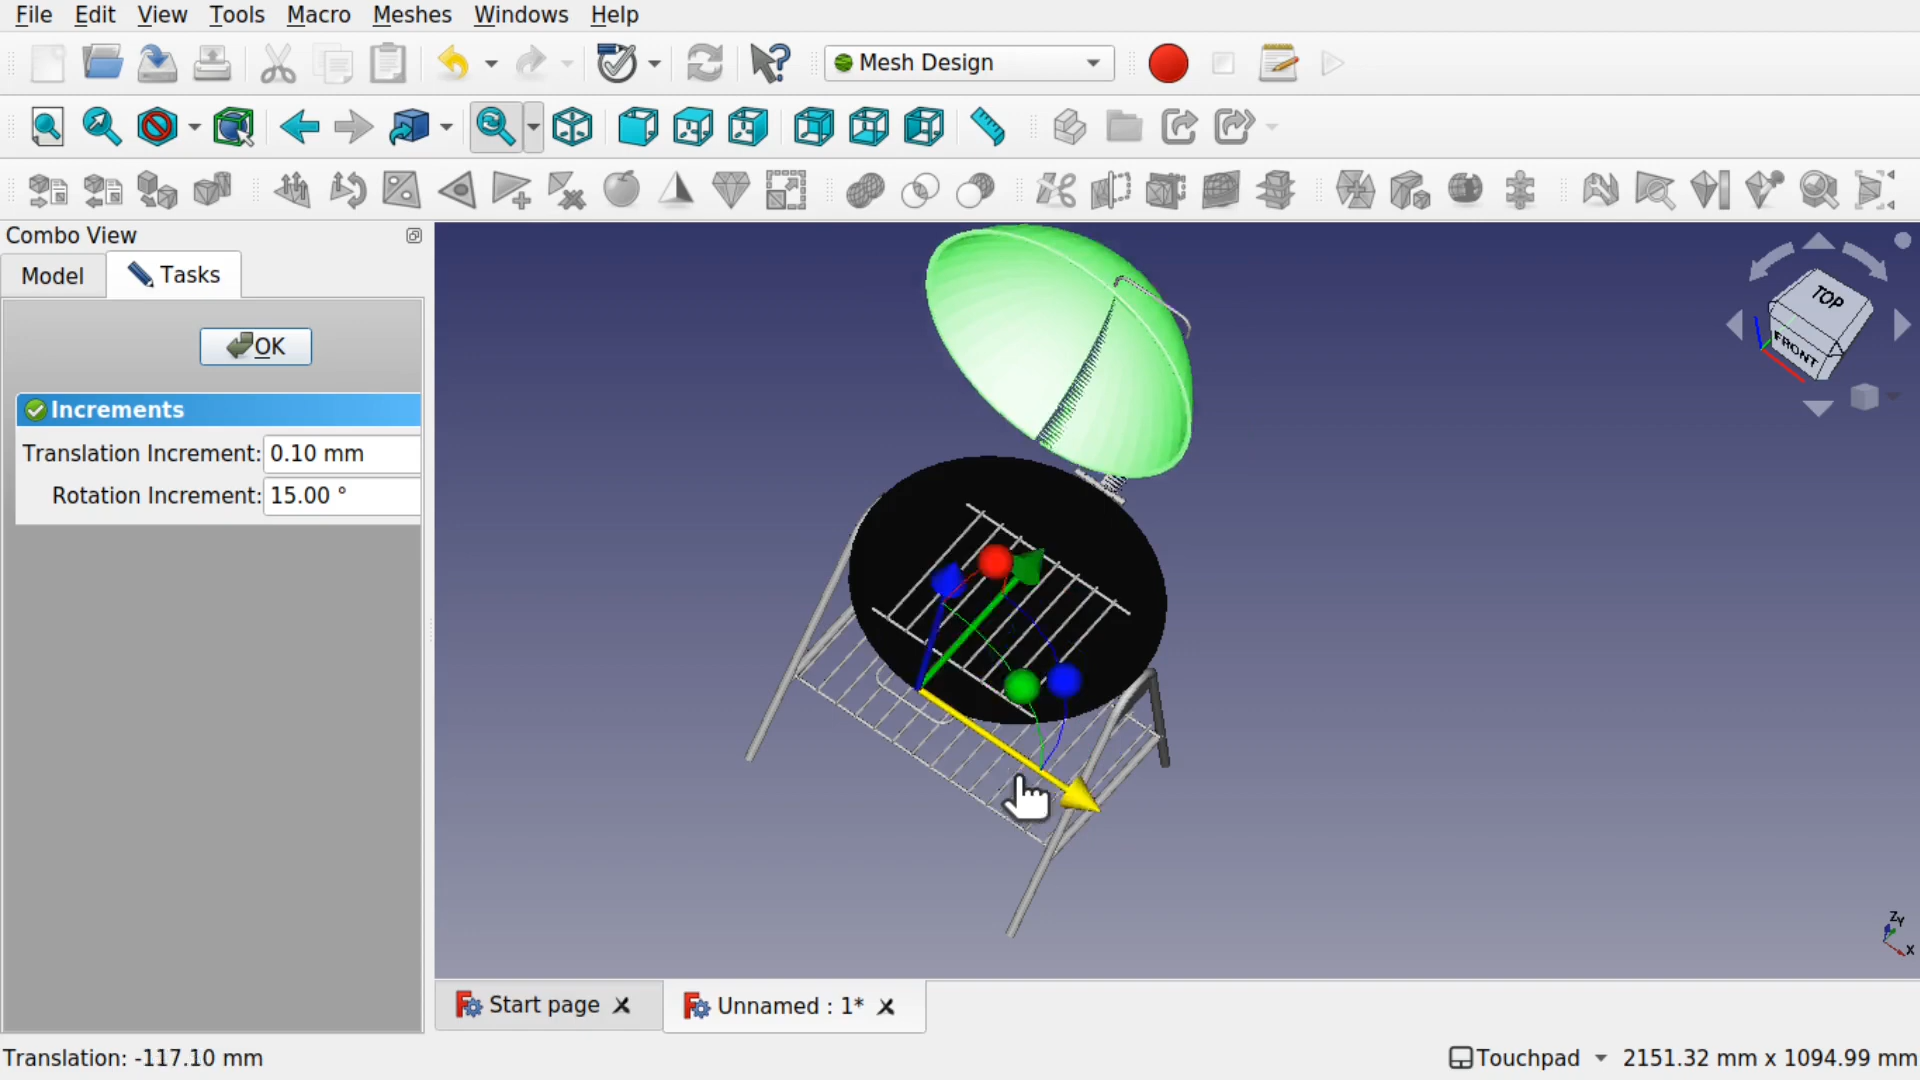 File Edit View Tools Macro Meshes Windows Help
Mesh Design
Combo View
Model Tasks
OK
Increments
Translation Increment: 0.10 mm
Rotation Increment: 15.00 °
TOP
FRONT
Z Y
X
Start page Unnamed : 1*
Translation: -117.10 mm Touchpad 2151.32 mm x 1094.99 mm